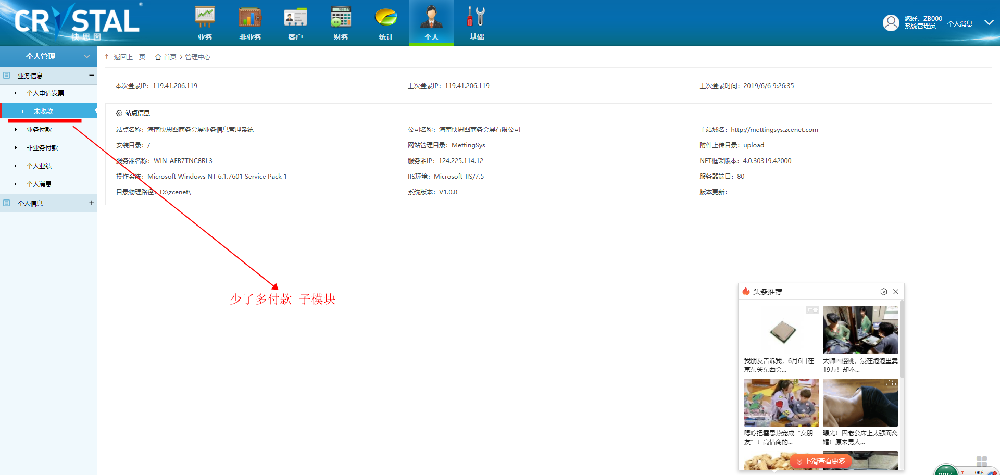 CRYSTAL
®
快思图
业务
非业务
客户
财务
统计
个人
基础
您好，ZB000
系统管理员
个人消息
个人管理
返回上一页
首页
管理中心
业务信息
个人申请发票
未收款
业务付款
非业务付款
个人业绩
个人消息
个人信息
本次登录IP：119.41.206.119
上次登录IP：119.41.206.119
上次登录时间：2019/6/6 9:26:35
站点信息
站点名称：海南快思图商务会展业务信息管理系统
公司名称：海南快思图商务会展有限公司
主站域名：http://mettingsys.zcenet.com
安装目录：/
网站管理目录：MettingSys
附件上传目录：upload
服务器名称：WIN-AFB7TNC8RL3
服务器IP：124.225.114.12
NET框架版本：4.0.30319.42000
操作系统：Microsoft Windows NT 6.1.7601 Service Pack 1
IIS环境：Microsoft-IIS/7.5
服务器端口：80
目录物理路径：D:\zcenet\
系统版本：V1.0.0
版本更新：
少了多付款 子模块
头条推荐
广告
我朋友告诉我，6月6日在
京东买东西会...
大师画樱桃，浸在泡泡里卖
19万！却不...
广告
嗯哼把霍思燕宠成“女朋
友”！高情商的...
曝光！因老公床上太强而离
婚！原来男人...
下滑查看更多
0K/s